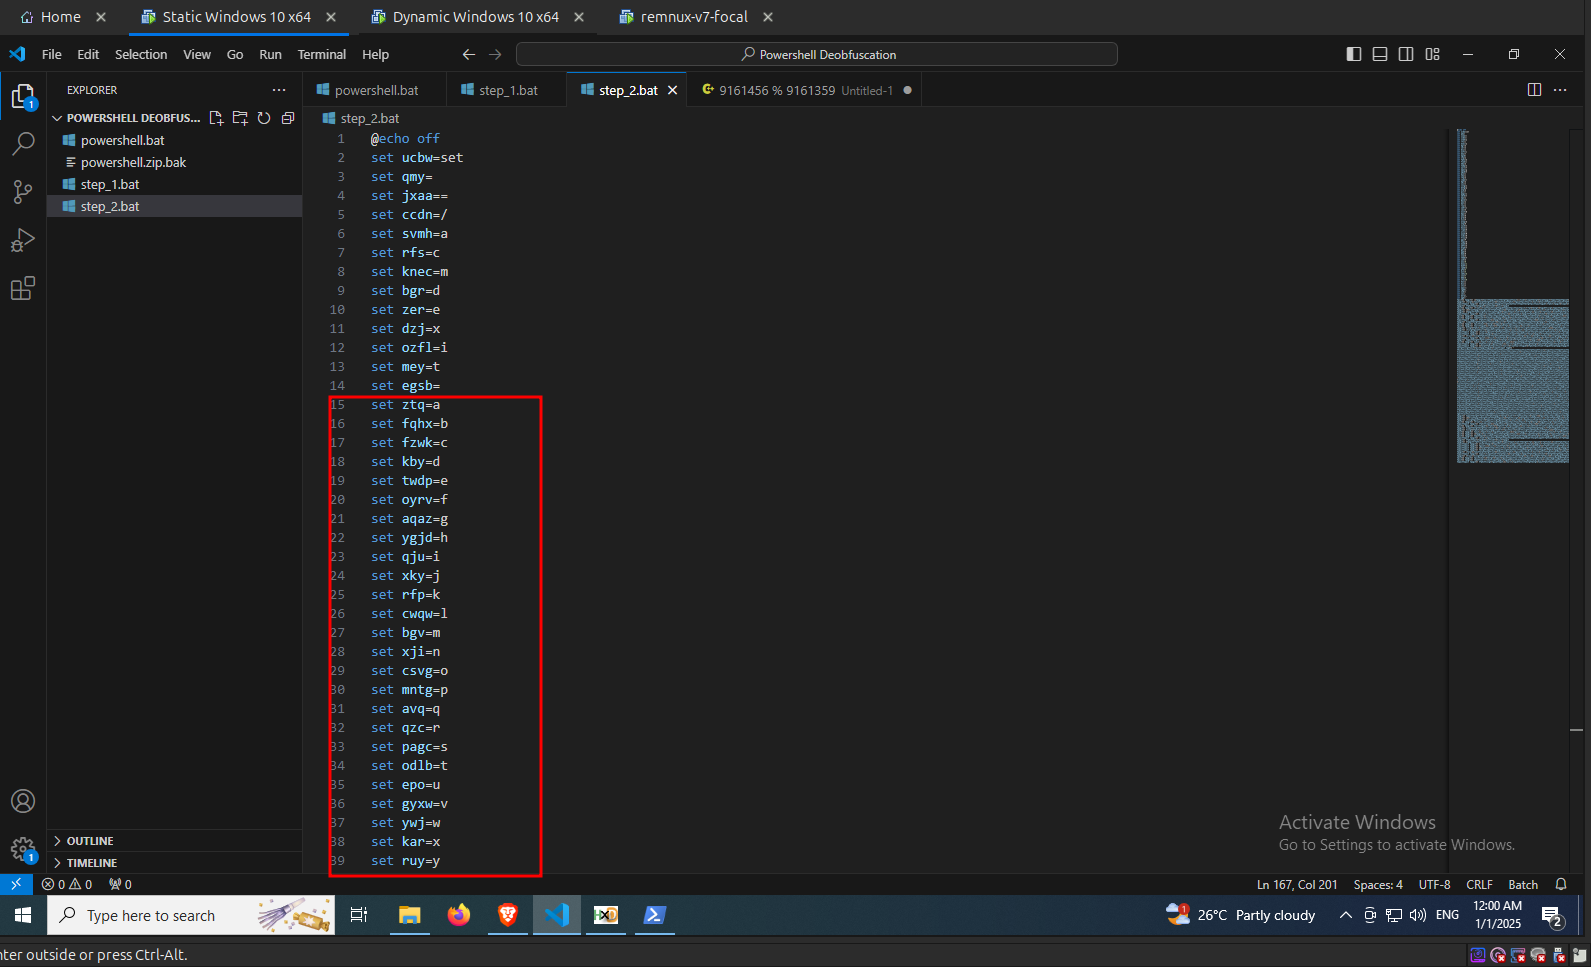 Home
Static Windows 10 x64
Dynamic Windows 10 x64
remnux-v7-focal
File Edit Selection View Go Run Terminal Help
Powershell Deobfuscation
EXPLORER
powershell.bat
step_1.bat
step_2.bat
9161456 % 9161359 Untitled-1
POWERSHELL DEOBFUS...
powershell.bat
powershell.zip.bak
step_1.bat
step_2.bat
step_2.bat
1 @echo off
2 set ucbw=set
3 set qmy=
4 set jxaa==
5 set ccdn=/
6 set svmh=a
7 set rfs=c
8 set knec=m
9 set bgr=d
10 set zer=e
11 set dzj=x
12 set ozfl=i
13 set mey=t
14 set egsb=
15 set ztq=a
16 set fqhx=b
17 set fzwk=c
18 set kby=d
19 set twdp=e
20 set oyrv=f
21 set aqaz=g
22 set ygjd=h
23 set qju=i
24 set xky=j
25 set rfp=k
26 set cwqw=l
27 set bgv=m
28 set xji=n
29 set csvg=o
30 set mntg=p
31 set avq=q
32 set qzc=r
33 set pagc=s
34 set odlb=t
35 set epo=u
36 set gyxw=v
37 set ywj=w
38 set kar=x
39 set ruy=y
OUTLINE
TIMELINE
Activate Windows
Go to Settings to activate Windows.
0 0 0
Ln 167, Col 201 Spaces: 4 UTF-8 CRLF Batch
Type here to search
26°C Partly cloudy
ENG
12:00 AM
1/1/2025
nter outside or press Ctrl-Alt.